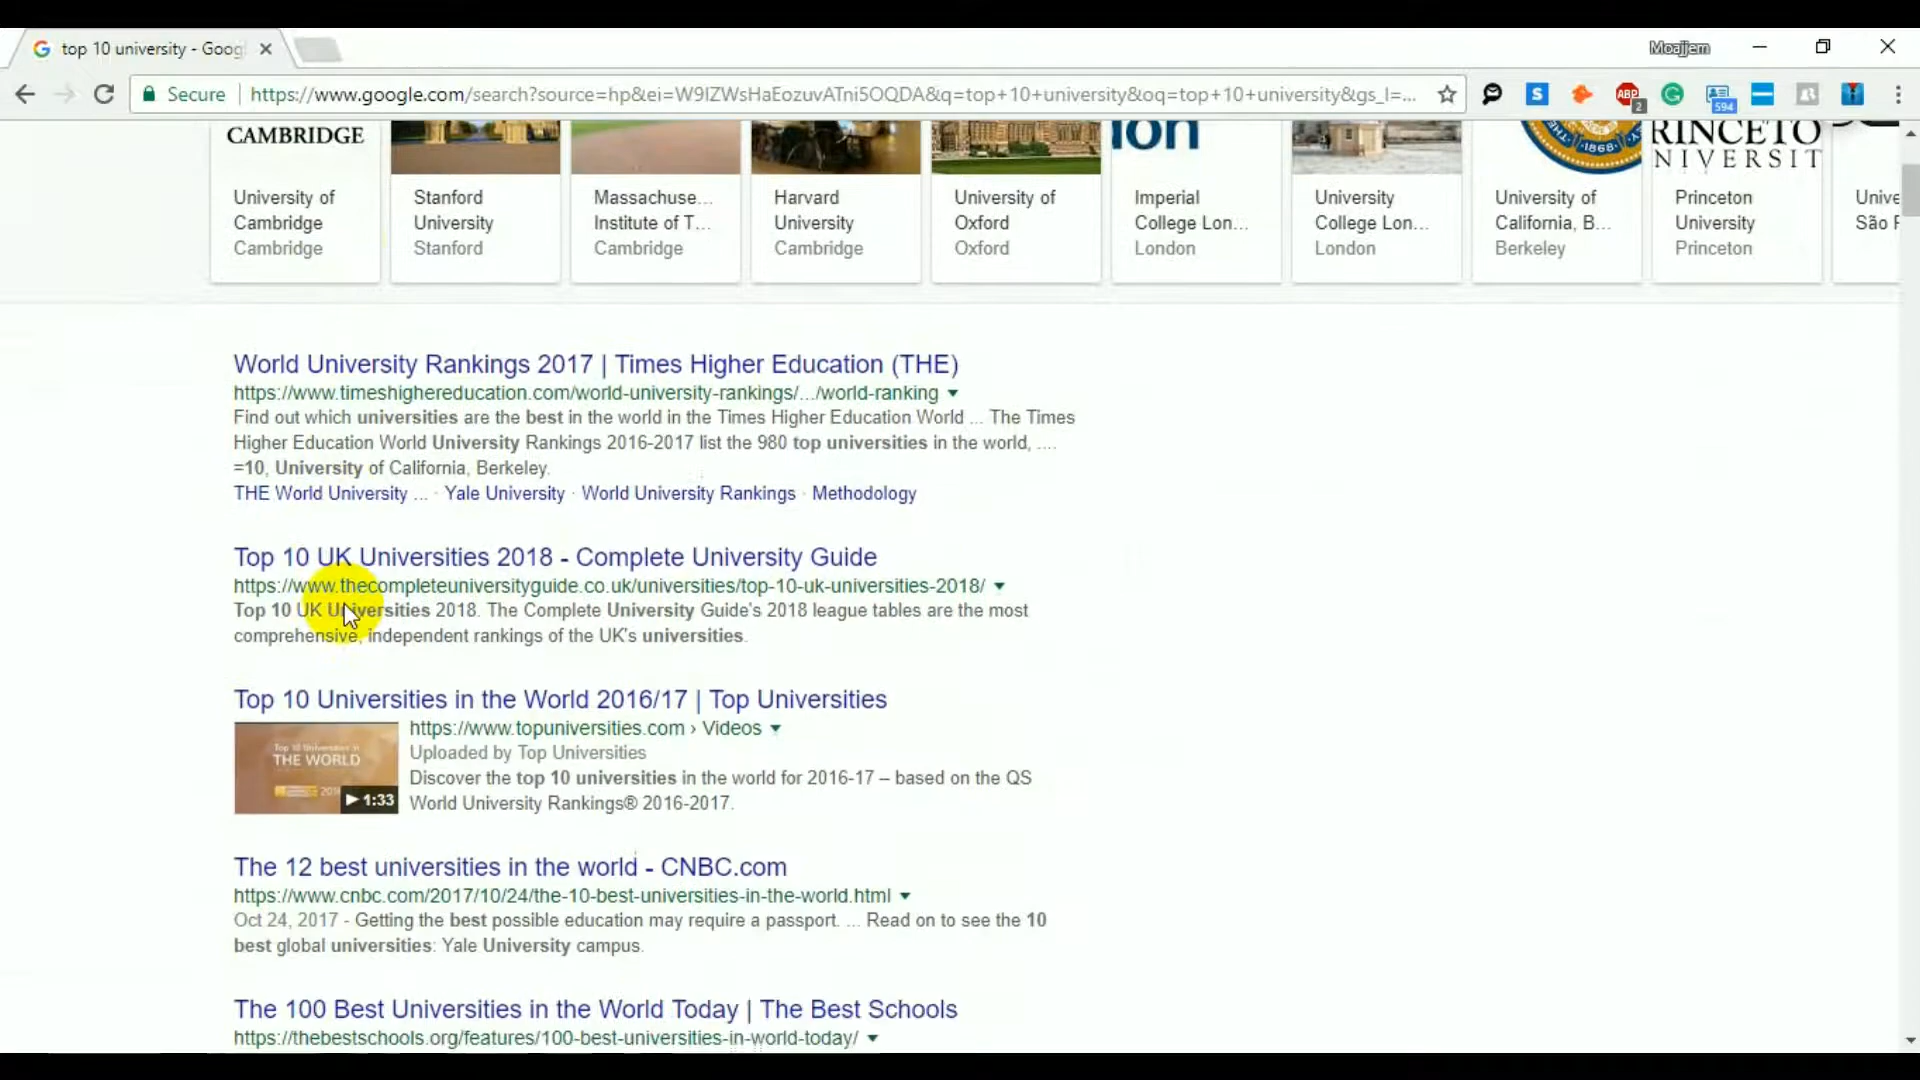 top 10 university - Goog
Moajjem
Secure
https://www.google.com/search?source=hp&ei=W9IZWsHaEozuvATni5OQDA&q=top+10+university&oq=top+10+university&gs_l=...
S
ABP
2
594
CAMBRIDGE
ion
1868
RINCETO
NIVERSIT
University of
Cambridge
Cambridge
Stanford
University
Stanford
Massachuse...
Institute of T...
Cambridge
Harvard
University
Cambridge
University of
Oxford
Oxford
Imperial
College Lon...
London
University
College Lon...
London
University of
California, B...
Berkeley
Princeton
University
Princeton
Unive
São F
World University Rankings 2017 | Times Higher Education (THE)
https://www.timeshighereducation.com/world-university-rankings/.../world-ranking
Find out which universities are the best in the world in the Times Higher Education World ... The Times
Higher Education World University Rankings 2016-2017 list the 980 top universities in the world, ....
=10, University of California, Berkeley.
THE World University ... · Yale University · World University Rankings · Methodology
Top 10 UK Universities 2018 - Complete University Guide
https://www.thecompleteuniversityguide.co.uk/universities/top-10-uk-universities-2018/
Top 10 UK Universities 2018. The Complete University Guide's 2018 league tables are the most
comprehensive, independent rankings of the UK's universities.
Top 10 Universities in the World 2016/17 | Top Universities
Top 10 Universities in
THE WORLD
1:33
https://www.topuniversities.com › Videos
Uploaded by Top Universities
Discover the top 10 universities in the world for 2016-17 – based on the QS
World University Rankings® 2016-2017.
The 12 best universities in the world - CNBC.com
https://www.cnbc.com/2017/10/24/the-10-best-universities-in-the-world.html
Oct 24, 2017 - Getting the best possible education may require a passport. ... Read on to see the 10
best global universities: Yale University campus.
The 100 Best Universities in the World Today | The Best Schools
https://thebestschools.org/features/100-best-universities-in-world-today/